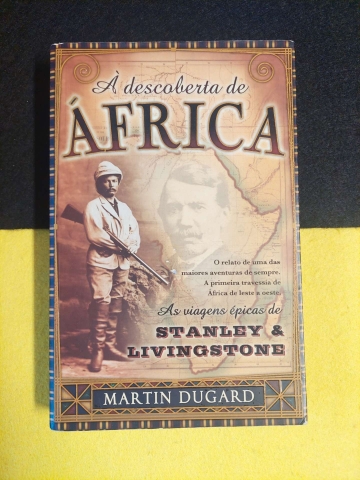 À descoberta de
ÁFRICA
O relato de uma das
maiores aventuras de sempre.
A primeira travessia de
África de leste a oeste.
As viagens épicas de
STANLEY &
LIVINGSTONE
MARTIN DUGARD